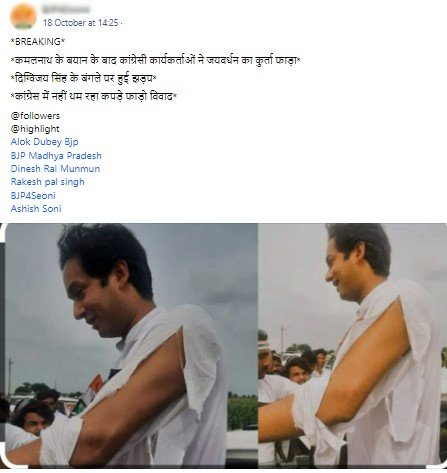 18 October at 14:25 ·
*BREAKING*
*कमलनाथ के बयान के बाद कांग्रेसी कार्यकर्ताओं ने जयवर्धन का कुर्ता फाड़ा*
*दिग्विजय सिंह के बंगले पर हुई झड़प*
*कांग्रेस में नहीं थम रहा कपड़े फाड़ो विवाद*
@followers
@highlight
Alok Dubey Bjp
BJP Madhya Pradesh
Dinesh Rai Munmun
Rakesh pal singh
BJP4Seoni
Ashish Soni